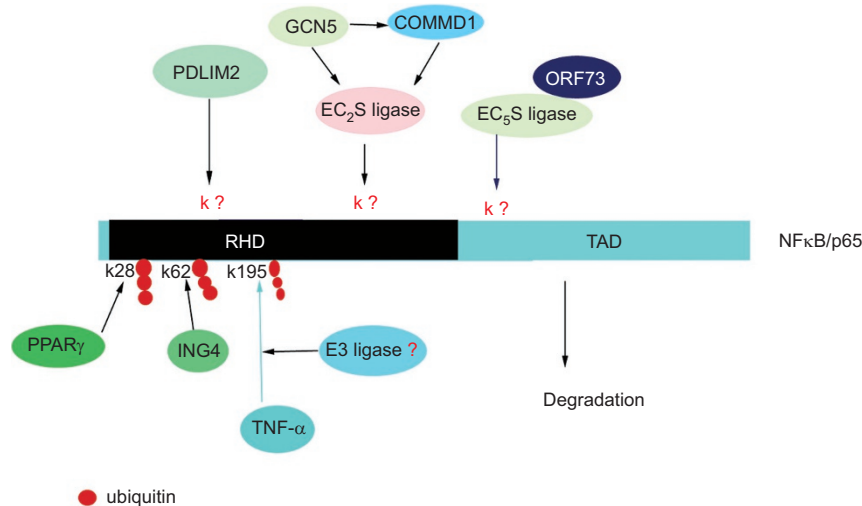 GCN5
COMMD1
PDLIM2
ORF73
EC₂S ligase
EC₅S ligase
k ?
k ?
k ?
RHD
TAD
NFκB/p65
k28
k62
k195
PPARγ
ING4
E3 ligase ?
Degradation
TNF-α
ubiquitin